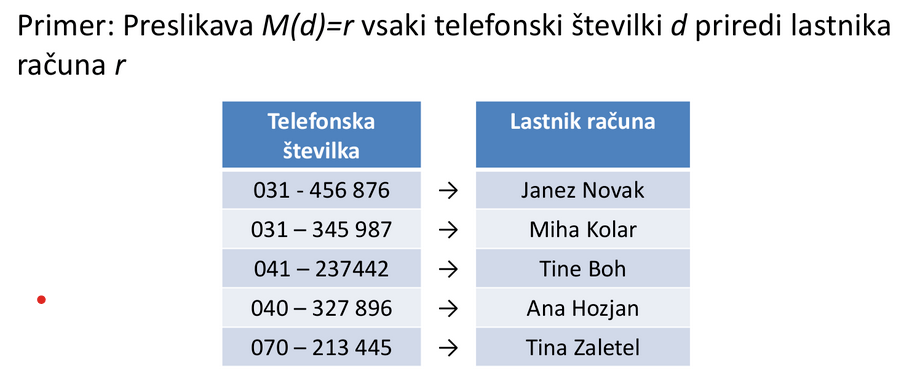 Primer: Preslikava M(d)=r vsaki telefonski številki d priredi lastnika
računa r
Telefonska
številka
Lastnik računa
031 - 456 876 → Janez Novak
031 – 345 987 → Miha Kolar
041 – 237442 → Tine Boh
040 – 327 896 → Ana Hozjan
070 – 213 445 → Tina Zaletel